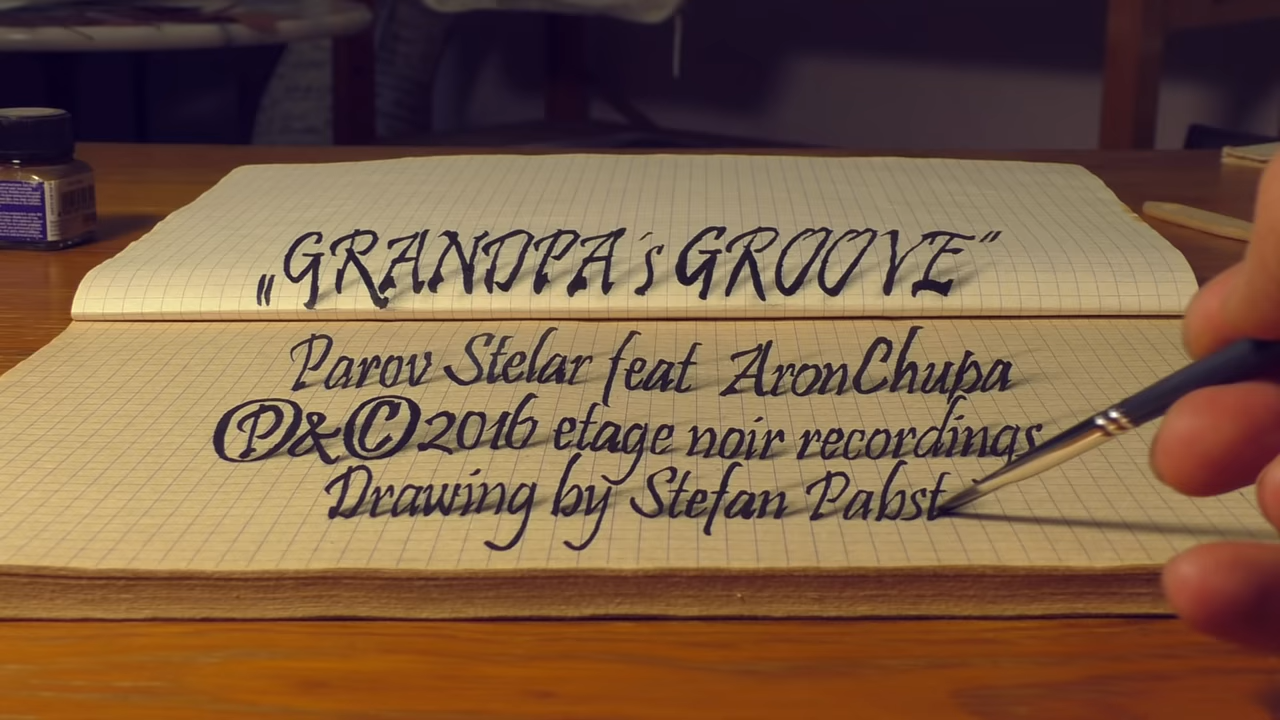 „GRANDPA´s GROOVE“
Parov Stelar feat AronChupa
Ⓟ&©2016 etage noir recordings
Drawing by Stefan Pabst